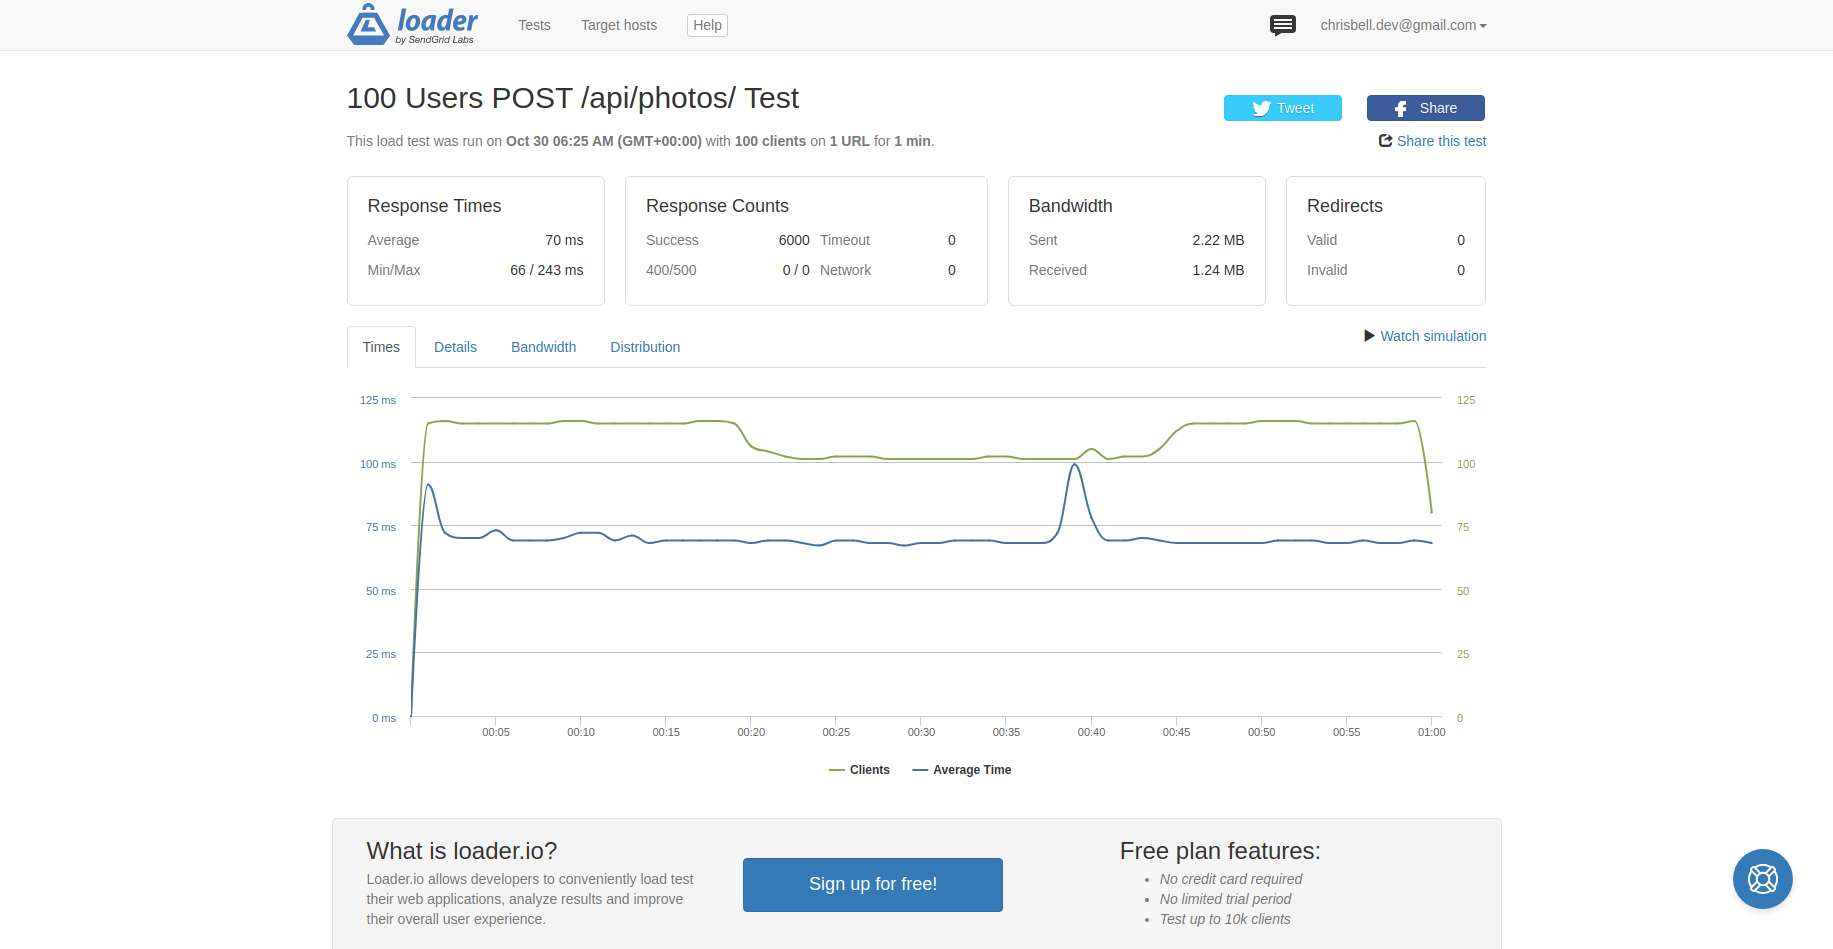 loader
by SendGrid Labs
Tests Target hosts Help
chrisbell.dev@gmail.com
100 Users POST /api/photos/ Test
Tweet Share
This load test was run on Oct 30 06:25 AM (GMT+00:00) with 100 clients on 1 URL for 1 min.
Share this test
Response Times
Average 70 ms
Min/Max 66 / 243 ms
Response Counts
Success 6000 Timeout 0
400/500 0 / 0 Network 0
Bandwidth
Sent 2.22 MB
Received 1.24 MB
Redirects
Valid 0
Invalid 0
Times Details Bandwidth Distribution
Watch simulation
125 ms 125
100 ms 100
75 ms 75
50 ms 50
25 ms 25
0 ms 0
00:05 00:10 00:15 00:20 00:25 00:30 00:35 00:40 00:45 00:50 00:55 01:00
Clients Average Time
What is loader.io?
Loader.io allows developers to conveniently load test
their web applications, analyze results and improve
their overall user experience.
Sign up for free!
Free plan features:
• No credit card required
• No limited trial period
• Test up to 10k clients